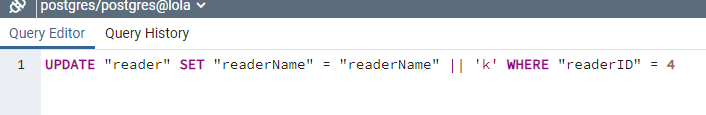 postgres/postgres@lola
Query Editor Query History
1 UPDATE "reader" SET "readerName" = "readerName" || 'k' WHERE "readerID" = 4